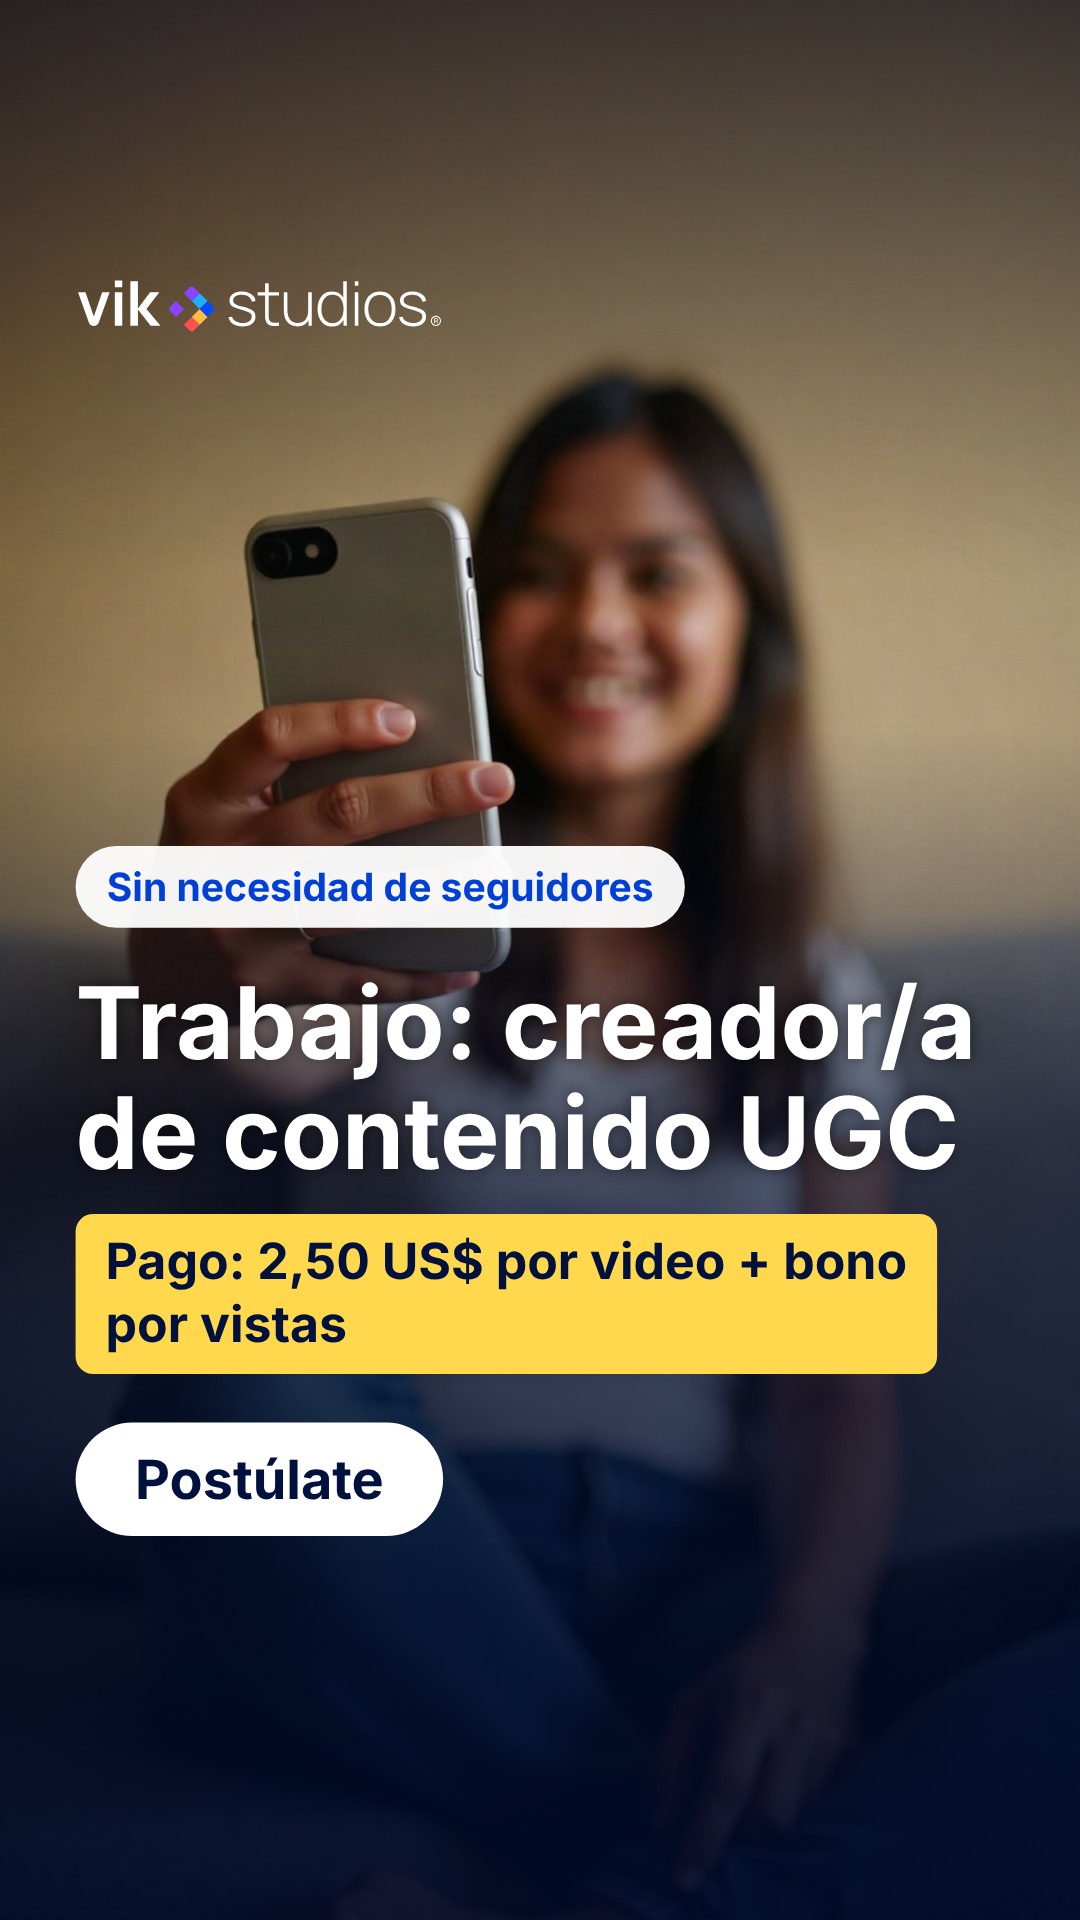 vik studios®
Sin necesidad de seguidores
Trabajo: creador/a
de contenido UGC
Pago: 2,50 US$ por video + bono
por vistas
Postúlate